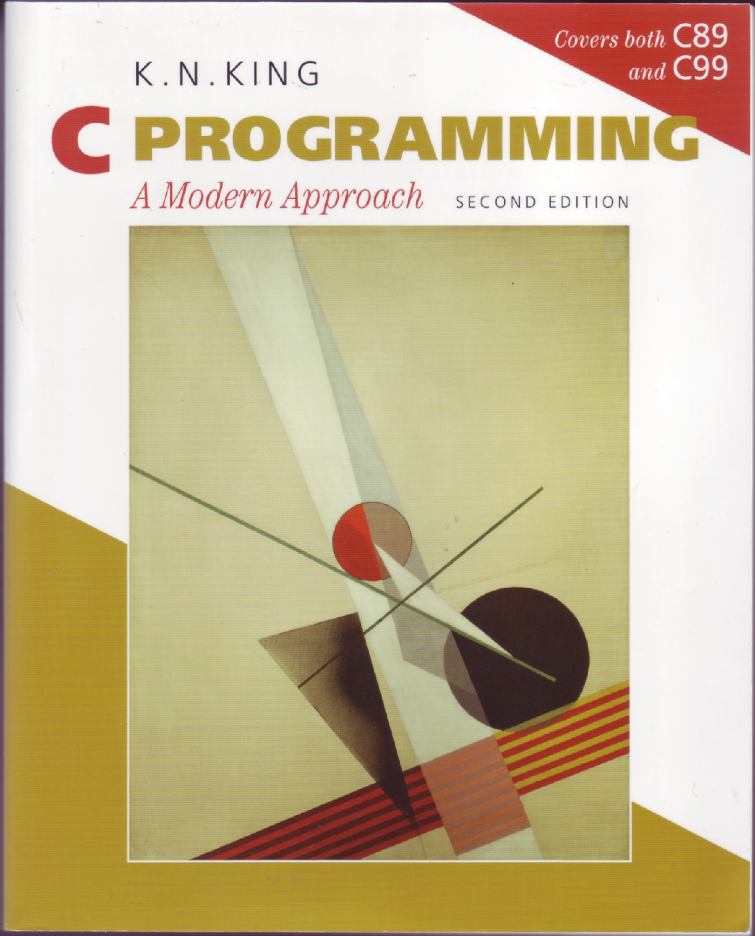 Covers both C89
and C99
K.N.KING
C PROGRAMMING
A Modern Approach SECOND EDITION